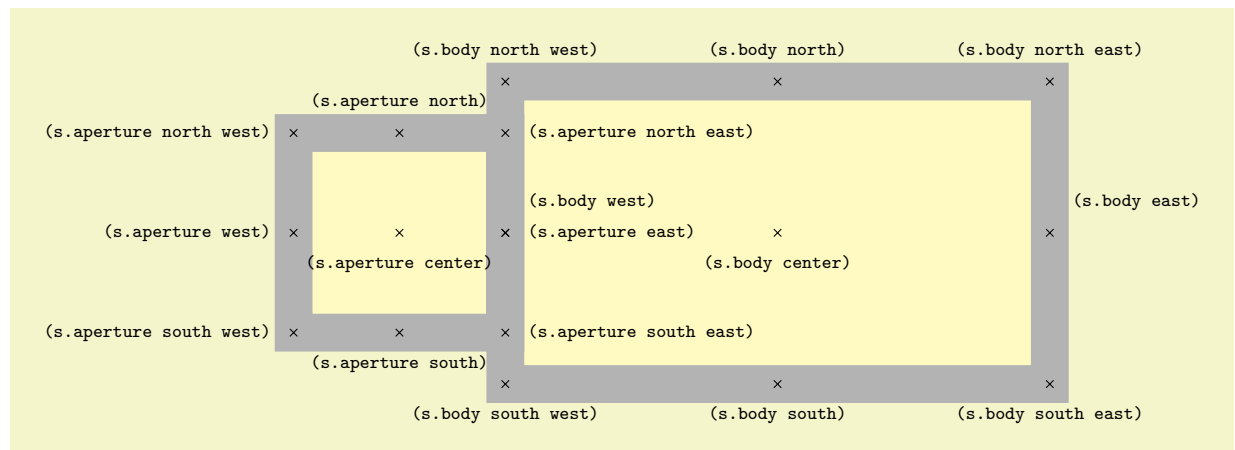 (s.body north west) (s.body north) (s.body north east)
(s.aperture north)
(s.aperture north west) (s.aperture north east)
(s.body west) (s.body east)
(s.aperture west) (s.aperture east)
(s.aperture center) (s.body center)
(s.aperture south west) (s.aperture south east)
(s.aperture south)
(s.body south west) (s.body south) (s.body south east)